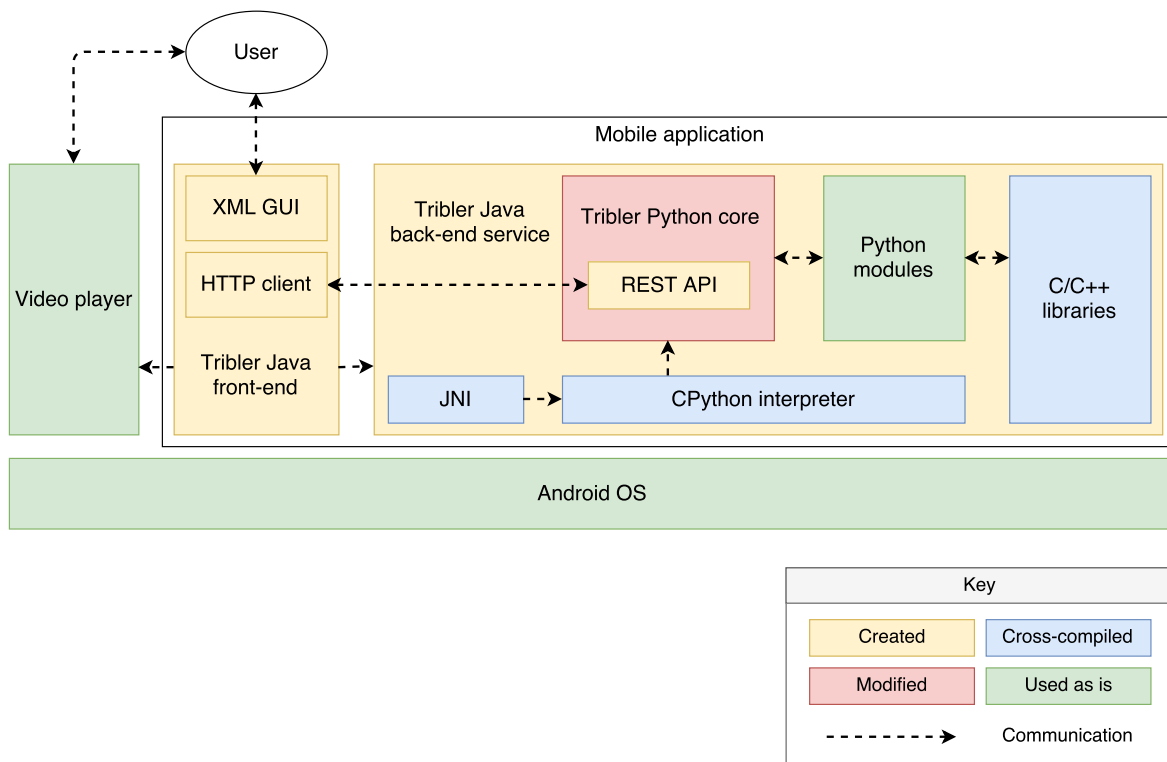 User
Mobile application
Video player
XML GUI
HTTP client
Tribler Java
front-end
Tribler Java
back-end service
Tribler Python core
REST API
Python
modules
C/C++
libraries
JNI
CPython interpreter
Android OS
Key
Created
Cross-compiled
Modified
Used as is
Communication